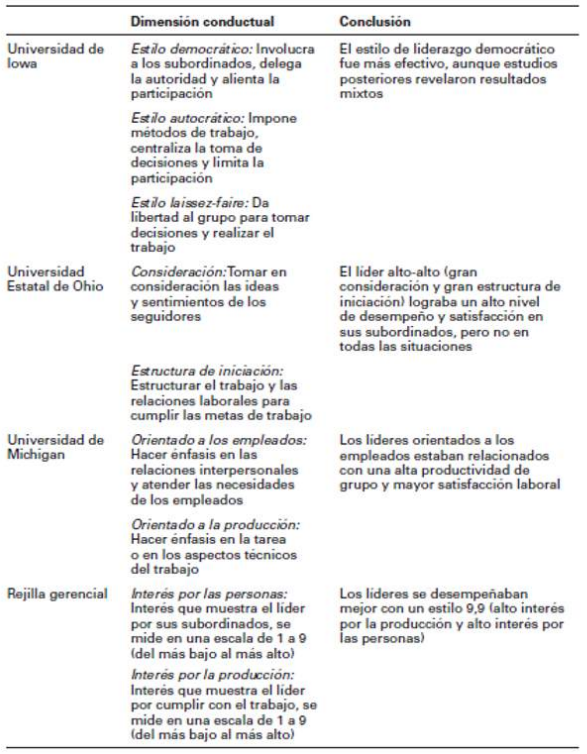 Dimensión conductual
Conclusión
Universidad de
Iowa
Estilo democrático: Involucra
a los subordinados, delega
la autoridad y alienta la
participación
El estilo de liderazgo democrático
fue más efectivo, aunque estudios
posteriores revelaron resultados
mixtos
Estilo autocrático: Impone
métodos de trabajo,
centraliza la toma de
decisiones y limita la
participación
Estilo laissez-faire: Da
libertad al grupo para tomar
decisiones y realizar el
trabajo
Universidad
Estatal de Ohio
Consideración: Tomar en
consideración las ideas
y sentimientos de los
seguidores
El líder alto-alto (gran
consideración y gran estructura de
iniciación) lograba un alto nivel
de desempeño y satisfacción en
sus subordinados, pero no en
todas las situaciones
Estructura de iniciación:
Estructurar el trabajo y las
relaciones laborales para
cumplir las metas de trabajo
Universidad de
Michigan
Orientado a los empleados:
Hacer énfasis en las
relaciones interpersonales
y atender las necesidades
de los empleados
Los líderes orientados a los
empleados estaban relacionados
con una alta productividad de
grupo y mayor satisfacción laboral
Orientado a la producción:
Hacer énfasis en la tarea
o en los aspectos técnicos
del trabajo
Rejilla gerencial
Interés por las personas:
Interés que muestra el líder
por sus subordinados, se
mide en una escala de 1 a 9
(del más bajo al más alto)
Los líderes se desempeñaban
mejor con un estilo 9,9 (alto interés
por la producción y alto interés por
las personas)
Interés por la producción:
Interés que muestra el líder
por cumplir con el trabajo, se
mide en una escala de 1 a 9
(del más bajo al más alto)